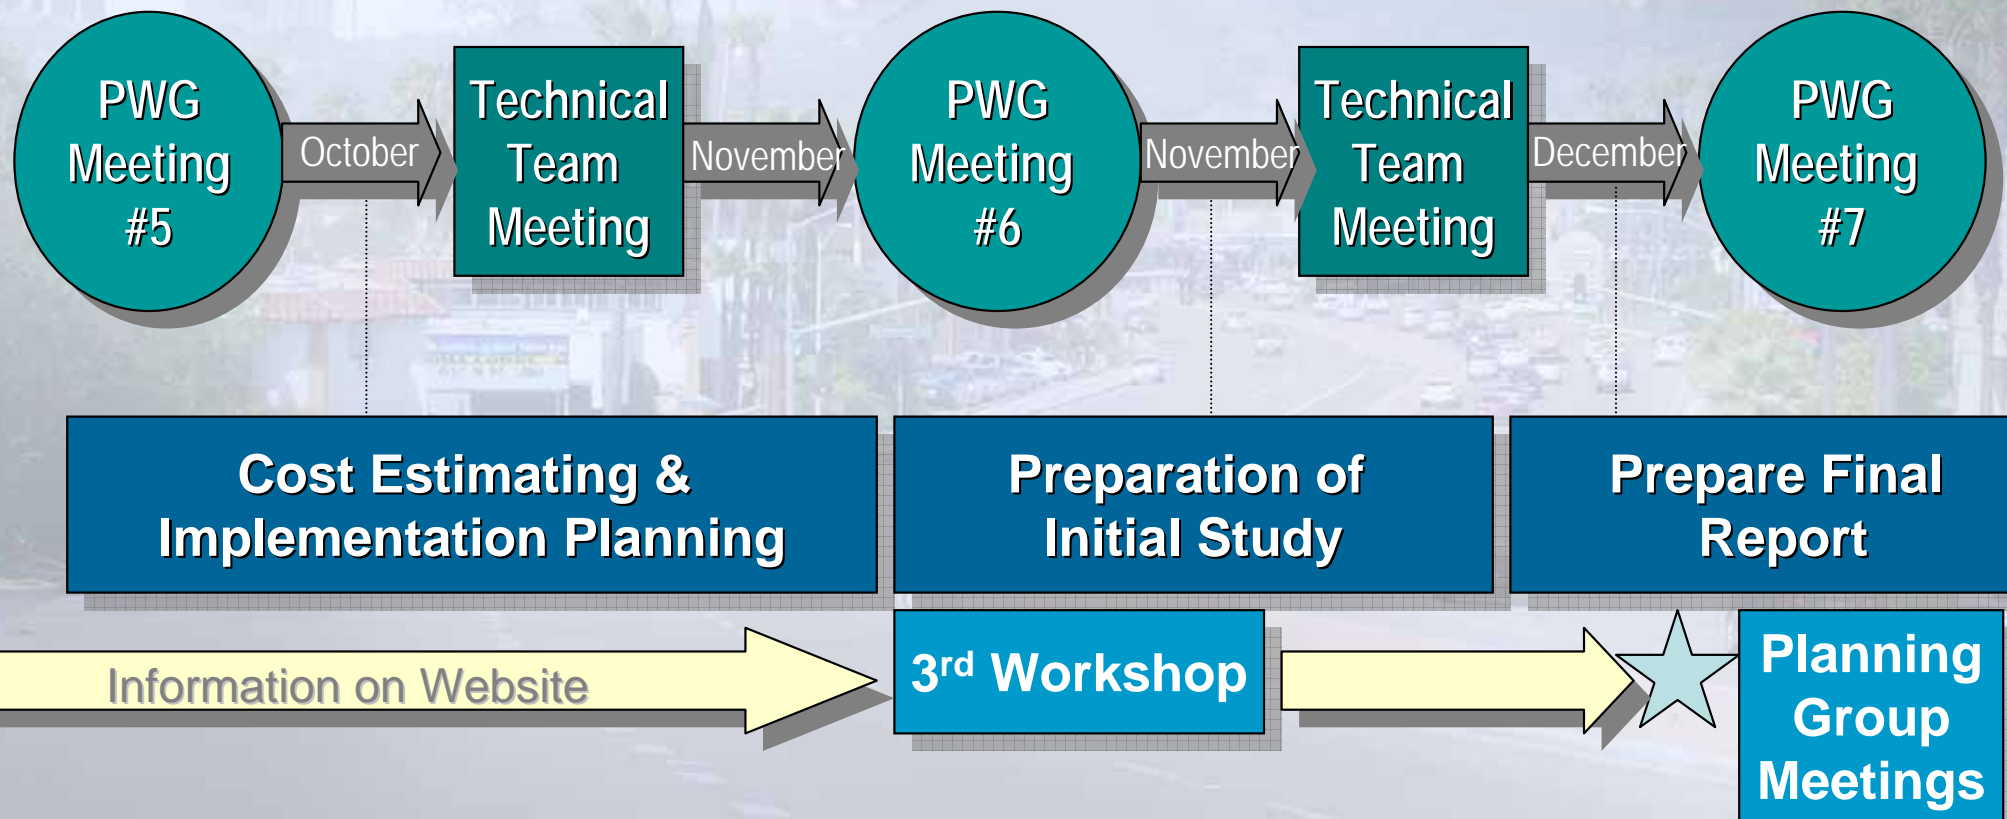 PWG
Meeting
#5
October
Technical
Team
Meeting
November
PWG
Meeting
#6
November
Technical
Team
Meeting
December
PWG
Meeting
#7
Cost Estimating &
Implementation Planning
Preparation of
Initial Study
Prepare Final
Report
Information on Website
3rd Workshop
Planning
Group
Meetings